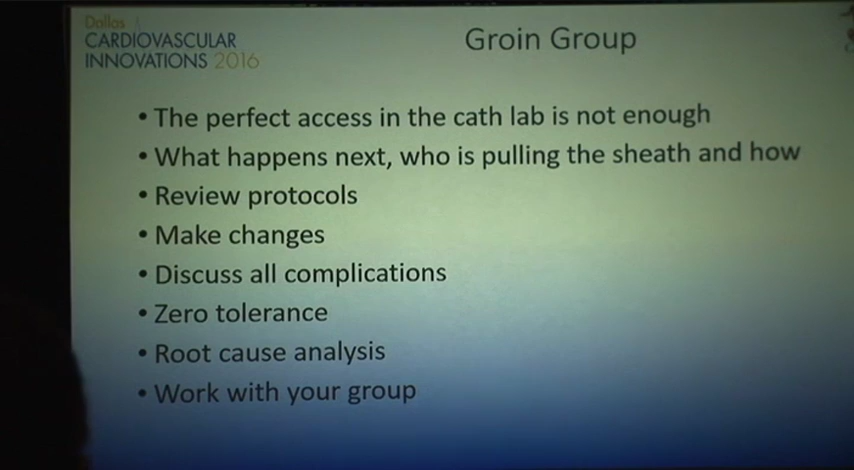 Dallas
CARDIOVASCULAR
INNOVATIONS 2016
Groin Group
• The perfect access in the cath lab is not enough
• What happens next, who is pulling the sheath and how
• Review protocols
• Make changes
• Discuss all complications
• Zero tolerance
• Root cause analysis
• Work with your group